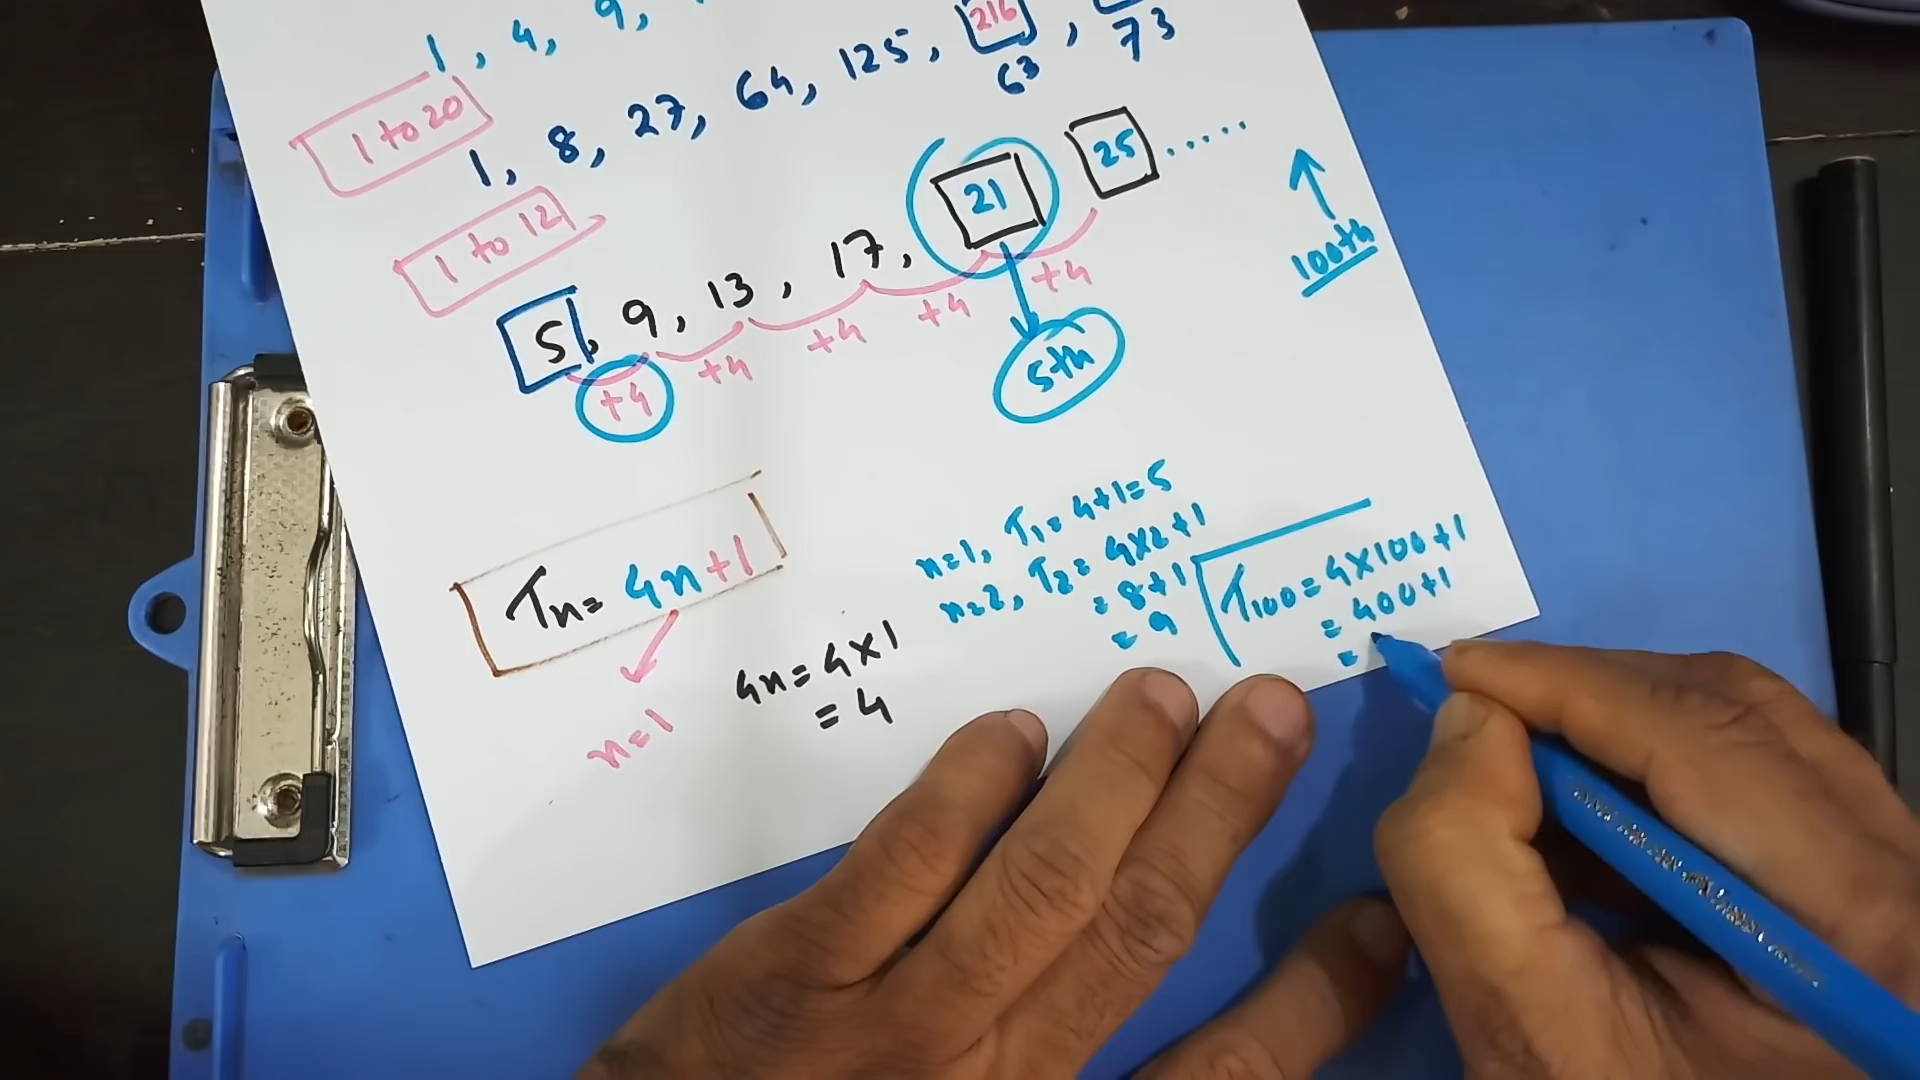 1, 4, 9,
1 to 20
1, 8, 27, 64, 125, 216,
6³ 7³
1 to 12
5, 9, 13, 17, 21 25 .....
+4 +4 +4 +4 +4
5th
100th
Tn = 4n+1
n=1
4n = 4×1
= 4
n=1, T1 = 4+1=5
n=2, T2 = 4×2+1
= 8+1
= 9
T100 = 4×100+1
= 400+1
=